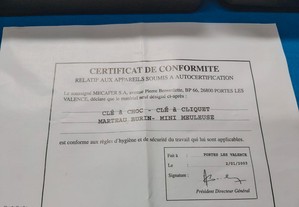 CERTIFICAT DE CONFORMITE
RELATIF AUX APPAREILS SOUMIS A AUTOCERTIFICATION
La compagnie MECAFER S.A, avenue Pierre BP 66, 26800 PORTES LES
VALENCE, déclare que le matériel neuf désigné ci-après :
CLÉ A CHOC - CLÉ A CLIQUET
MARTEAU BURIN- MINI MEULEUSE
est conforme aux règles d'hygiène et de sécurité du travail qui lui sont applicables.
Fait à : PORTES LES VALENCE
Le :
Signature :
Président Directeur Général